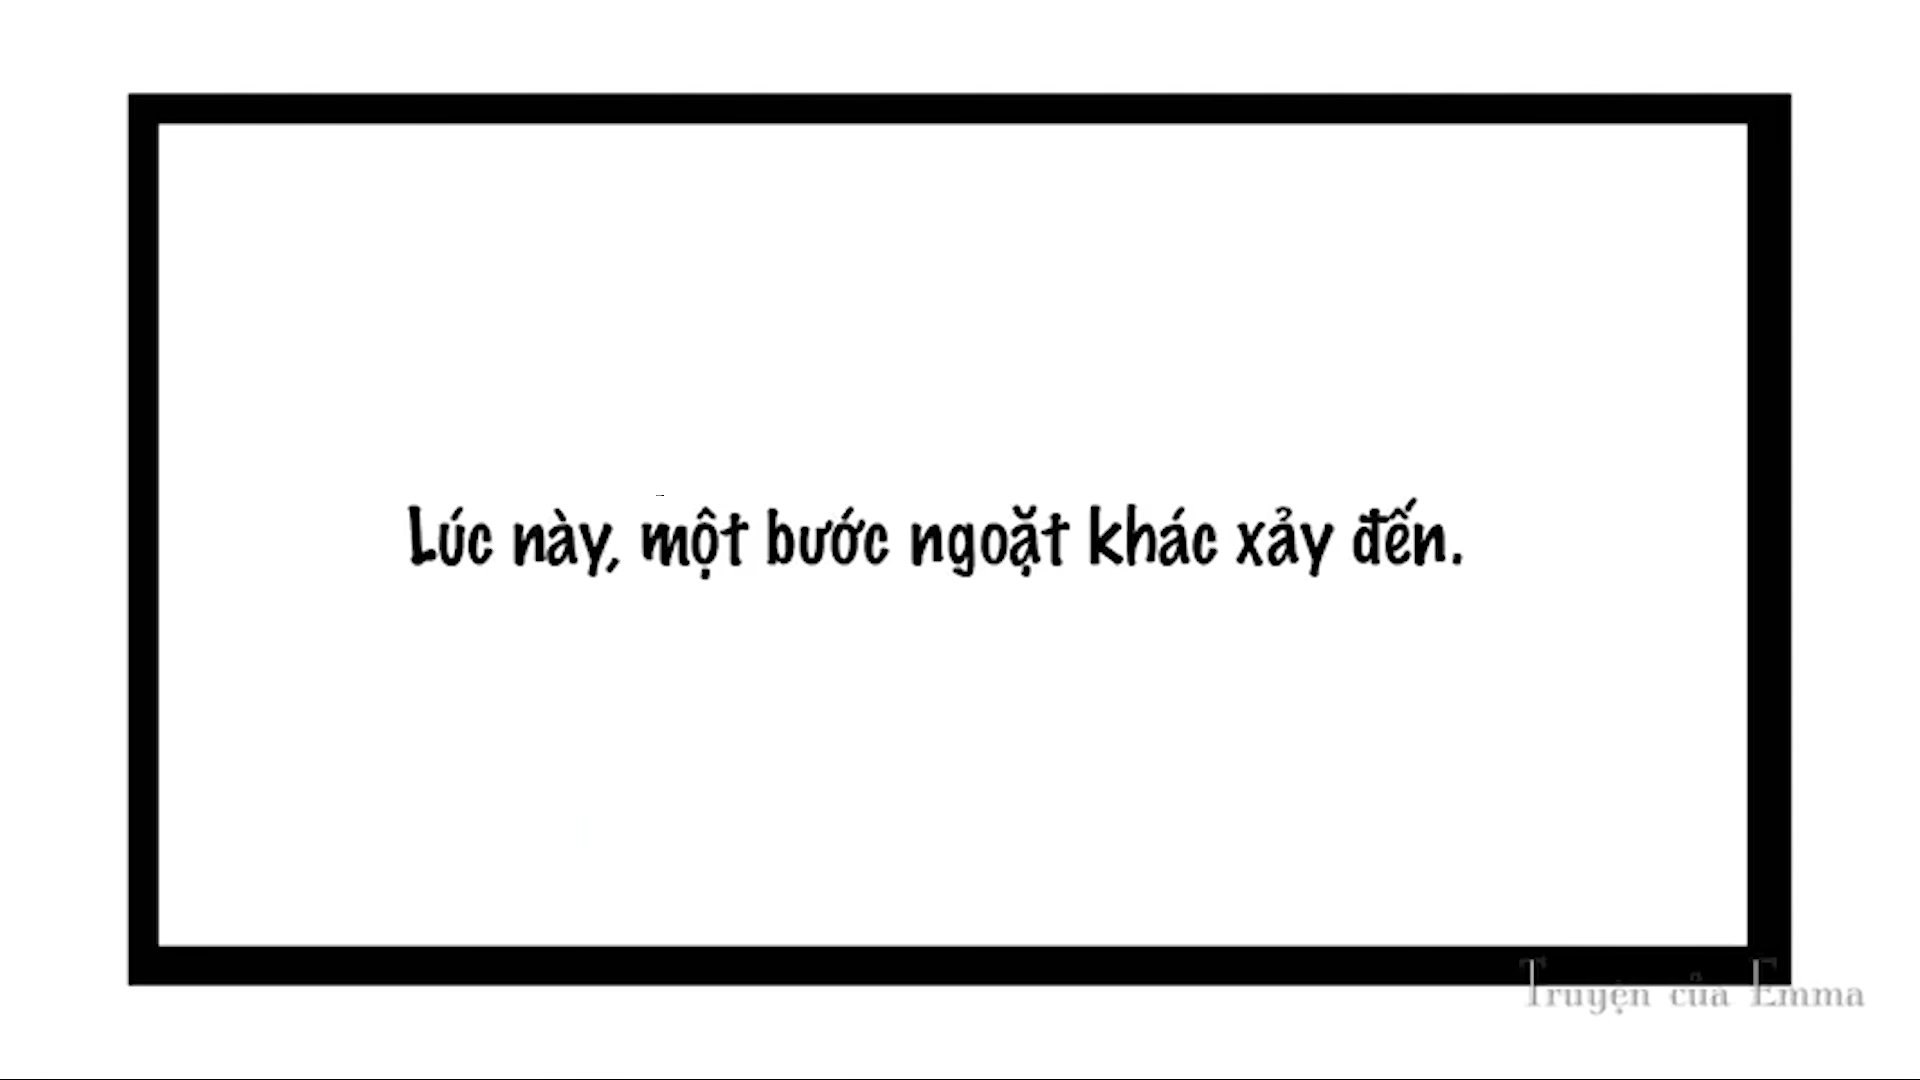 Lúc này, một bước ngoặt khác xảy đến.
Truyện của Emma